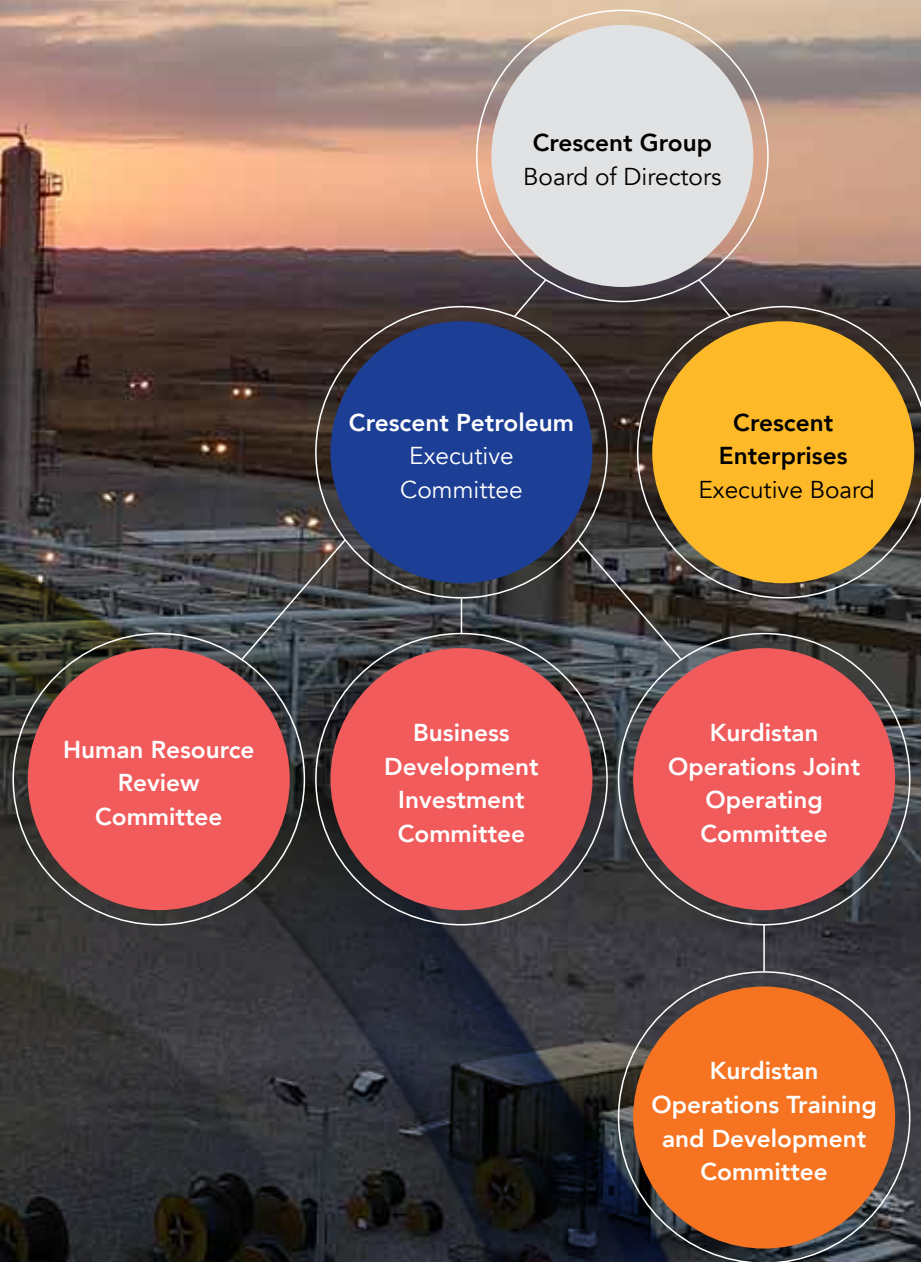 Crescent Group
Board of Directors
Crescent Petroleum
Executive
Committee
Crescent
Enterprises
Executive Board
Human Resource
Review
Committee
Business
Development
Investment
Committee
Kurdistan
Operations Joint
Operating
Committee
Kurdistan
Operations Training
and Development
Committee